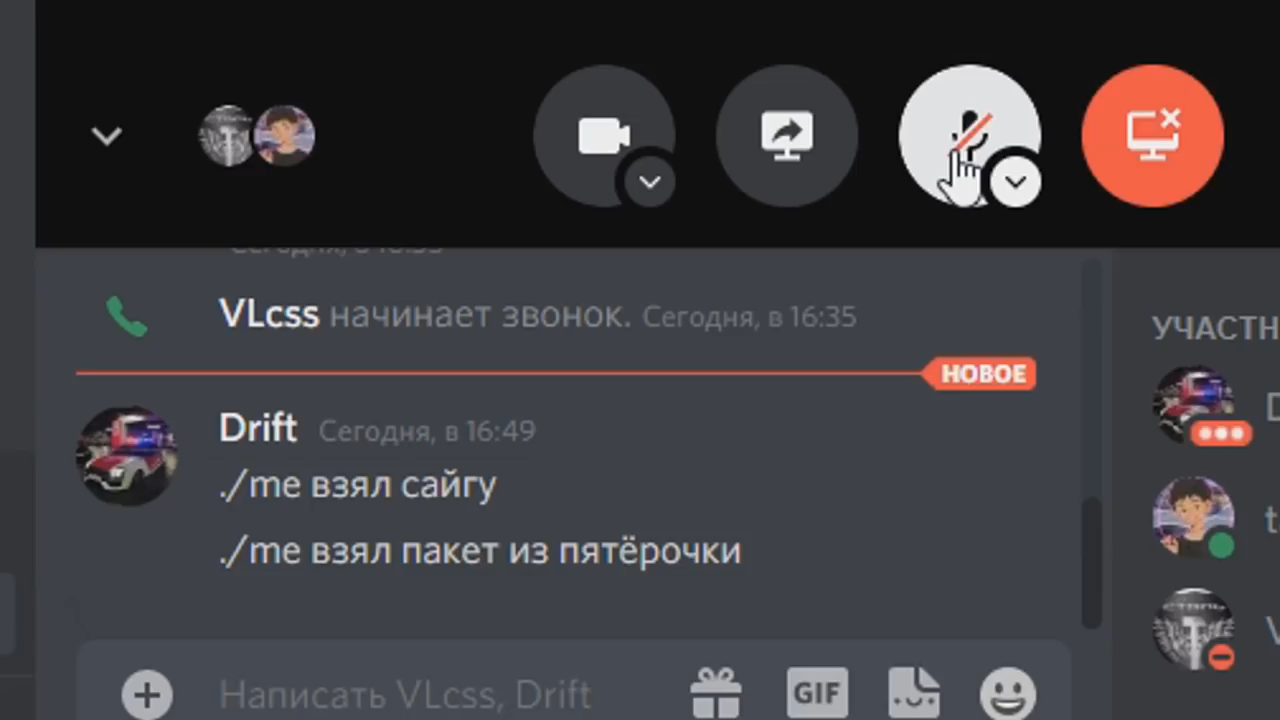 VLcss начинает звонок. Сегодня, в 16:35
НОВОЕ
Drift Сегодня, в 16:49
./me взял сайгу
./me взял пакет из пятёрочки
Написать VLcss, Drift
GIF
УЧАСТН